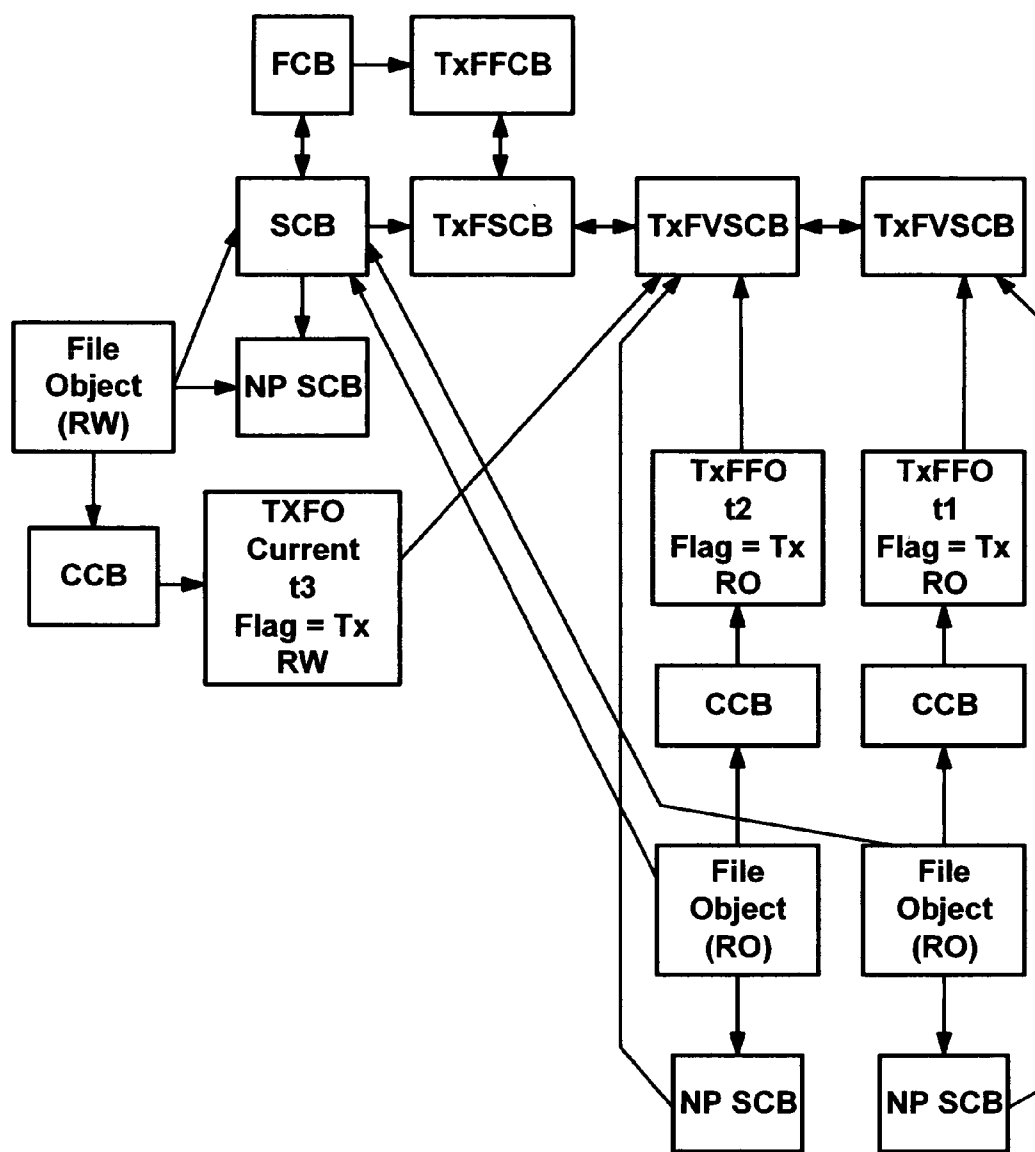 FCB
TxFFCB
SCB
TxFSCB
TxFVSCB
TxFVSCB
File
Object
(RW)
NP SCB
CCB
TXFO
Current
t3
Flag = Tx
RW
TxFFO
t2
Flag = Tx
RO
TxFFO
t1
Flag = Tx
RO
CCB
CCB
File
Object
(RO)
File
Object
(RO)
NP SCB
NP SCB